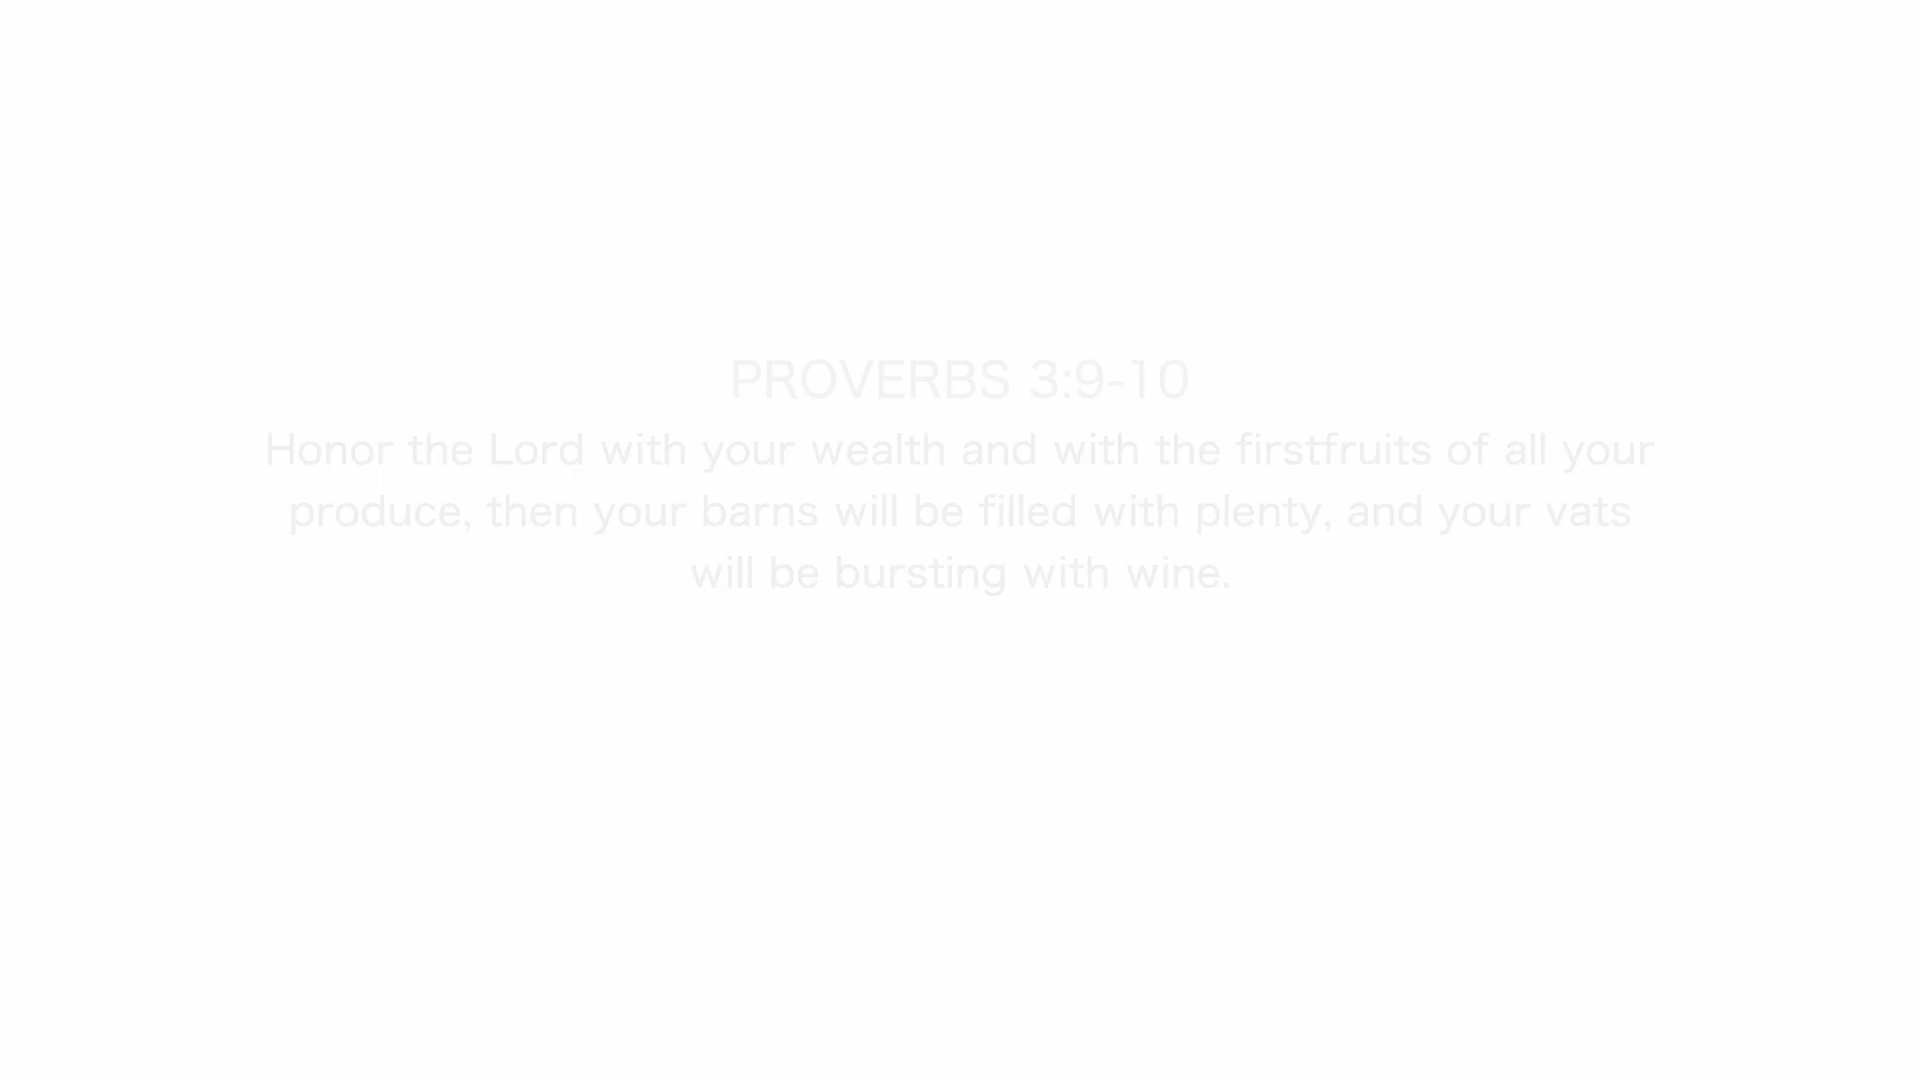 PROVERBS 3:9-10
Honor the Lord with your wealth and with the firstfruits of all your
produce, then your barns will be filled with plenty, and your vats
will be bursting with wine.